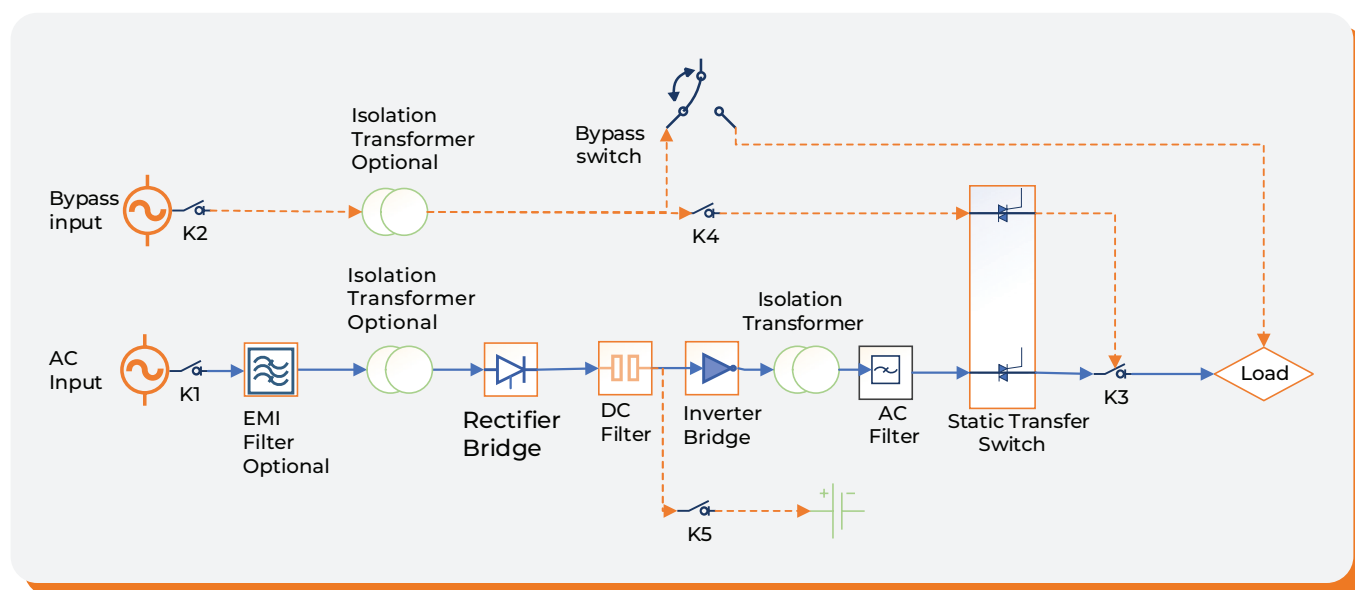 Isolation
Transformer
Optional
Bypass
switch
Bypass
input
K2
K4
Isolation
Transformer
Optional
Isolation
Transformer
AC
Input
K1
EMI
Filter
Optional
Rectifier
Bridge
DC
Filter
Inverter
Bridge
AC
Filter
Static Transfer
Switch
K3
Load
K5
+ −